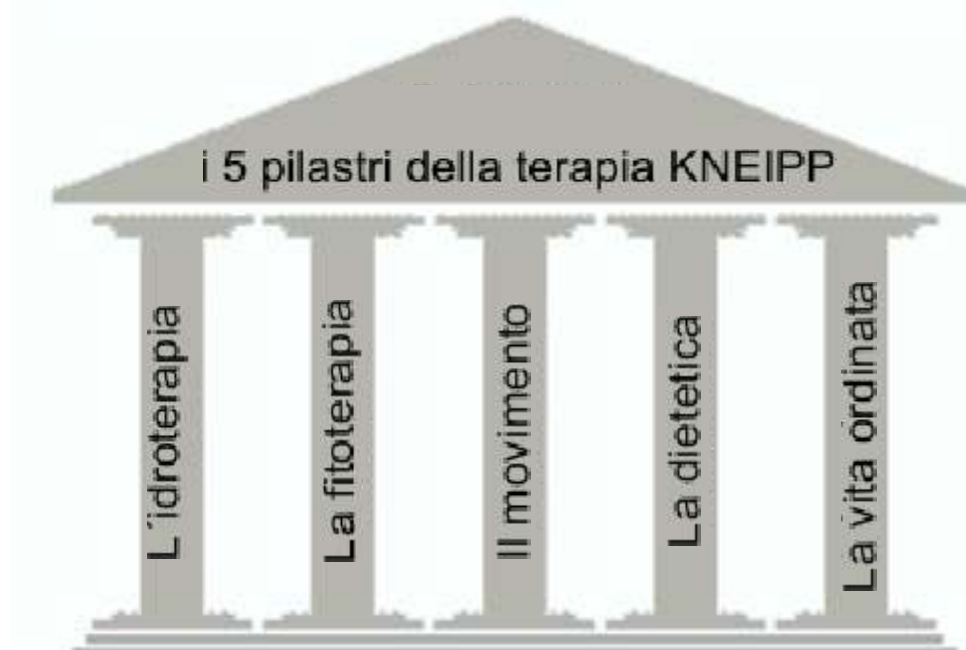 i 5 pilastri della terapia KNEIPP
L´idroterapia
La fitoterapia
Il movimento
La dietetica
La vita ordinata